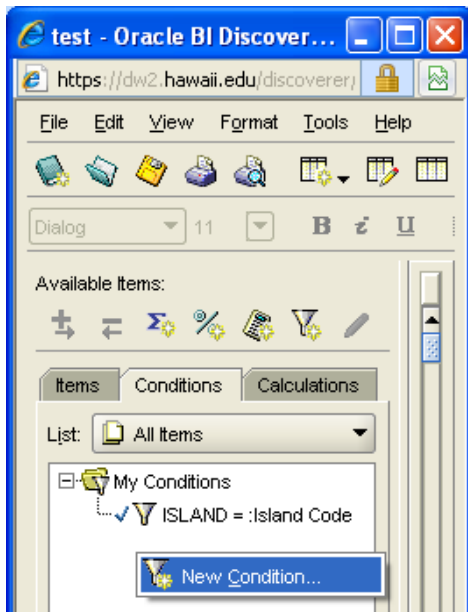 test - Oracle BI Discover...
https://dw2.hawaii.edu/discoverer/
File Edit View Format Tools Help
Dialog 11 B i U
Available Items:
Items Conditions Calculations
List: All Items
My Conditions
ISLAND = :Island Code
New Condition...